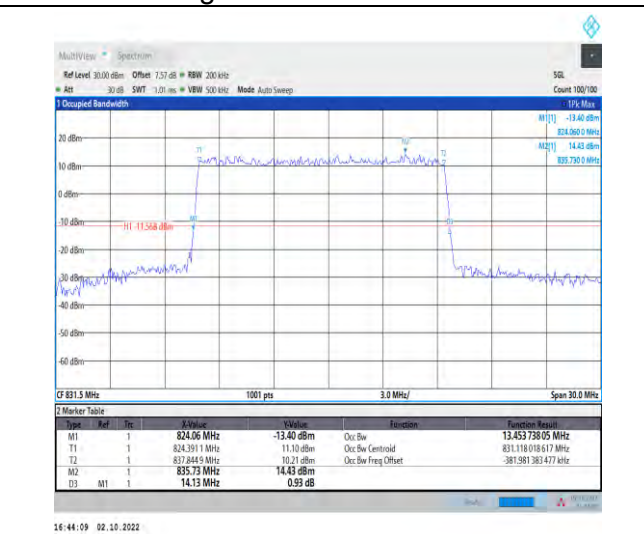 MultiView Spectrum
Ref Level 30.00 dBm Offset 7.57 dB RBW 200 kHz SGL
Att 30 dB SWT 1.01 ms VBW 500 kHz Mode Auto Sweep Count 100/100
1 Occupied Bandwidth 1Pk Max
M1[1] -13.40 dBm
824.060 0 MHz
M2[1] 14.43 dBm
835.730 0 MHz
20 dBm
M2
T1 T2
10 dBm
0 dBm
-10 dBm
M1 D3
H1 -11.568 dBm
-20 dBm
-30 dBm
-40 dBm
-50 dBm
-60 dBm
CF 831.5 MHz 1001 pts 3.0 MHz/ Span 30.0 MHz
2 Marker Table
Type Ref Trc X-Value Y-Value Function Function Result
M1 1 824.06 MHz -13.40 dBm Occ Bw 13.453 738 05 MHz
T1 1 824.391 1 MHz 11.10 dBm Occ Bw Centroid 831.118 018 617 MHz
T2 1 837.844 9 MHz 10.21 dBm Occ Bw Freq Offset -381.981 383 477 kHz
M2 1 835.73 MHz 14.43 dBm
D3 M1 1 14.13 MHz 0.93 dB
16:44:09 02.10.2022